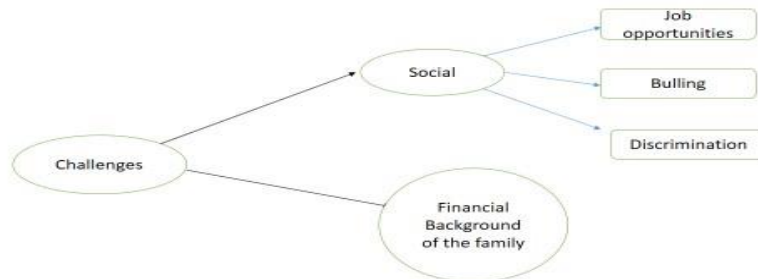 Job
opportunities
Social
Bulling
Discrimination
Challenges
Financial
Background
of the family